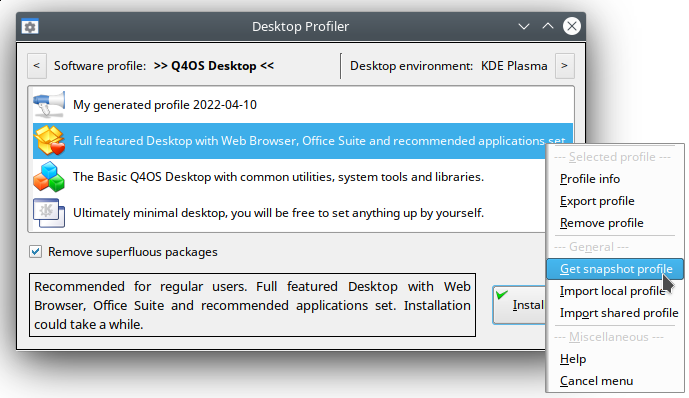 Desktop Profiler
< Software profile: >> Q4OS Desktop << Desktop environment: KDE Plasma >
My generated profile 2022-04-10
Full featured Desktop with Web Browser, Office Suite and recommended applications set
The Basic Q4OS Desktop with common utilities, system tools and libraries.
Ultimately minimal desktop, you will be free to set anything up by yourself.
Remove superfluous packages
Recommended for regular users. Full featured Desktop with Web
Browser, Office Suite and recommended applications set. Installation
could take a while.
Install
--- Selected profile ---
Profile info
Export profile
Remove profile
--- General ---
Get snapshot profile
Import local profile
Import shared profile
--- Miscellaneous ---
Help
Cancel menu